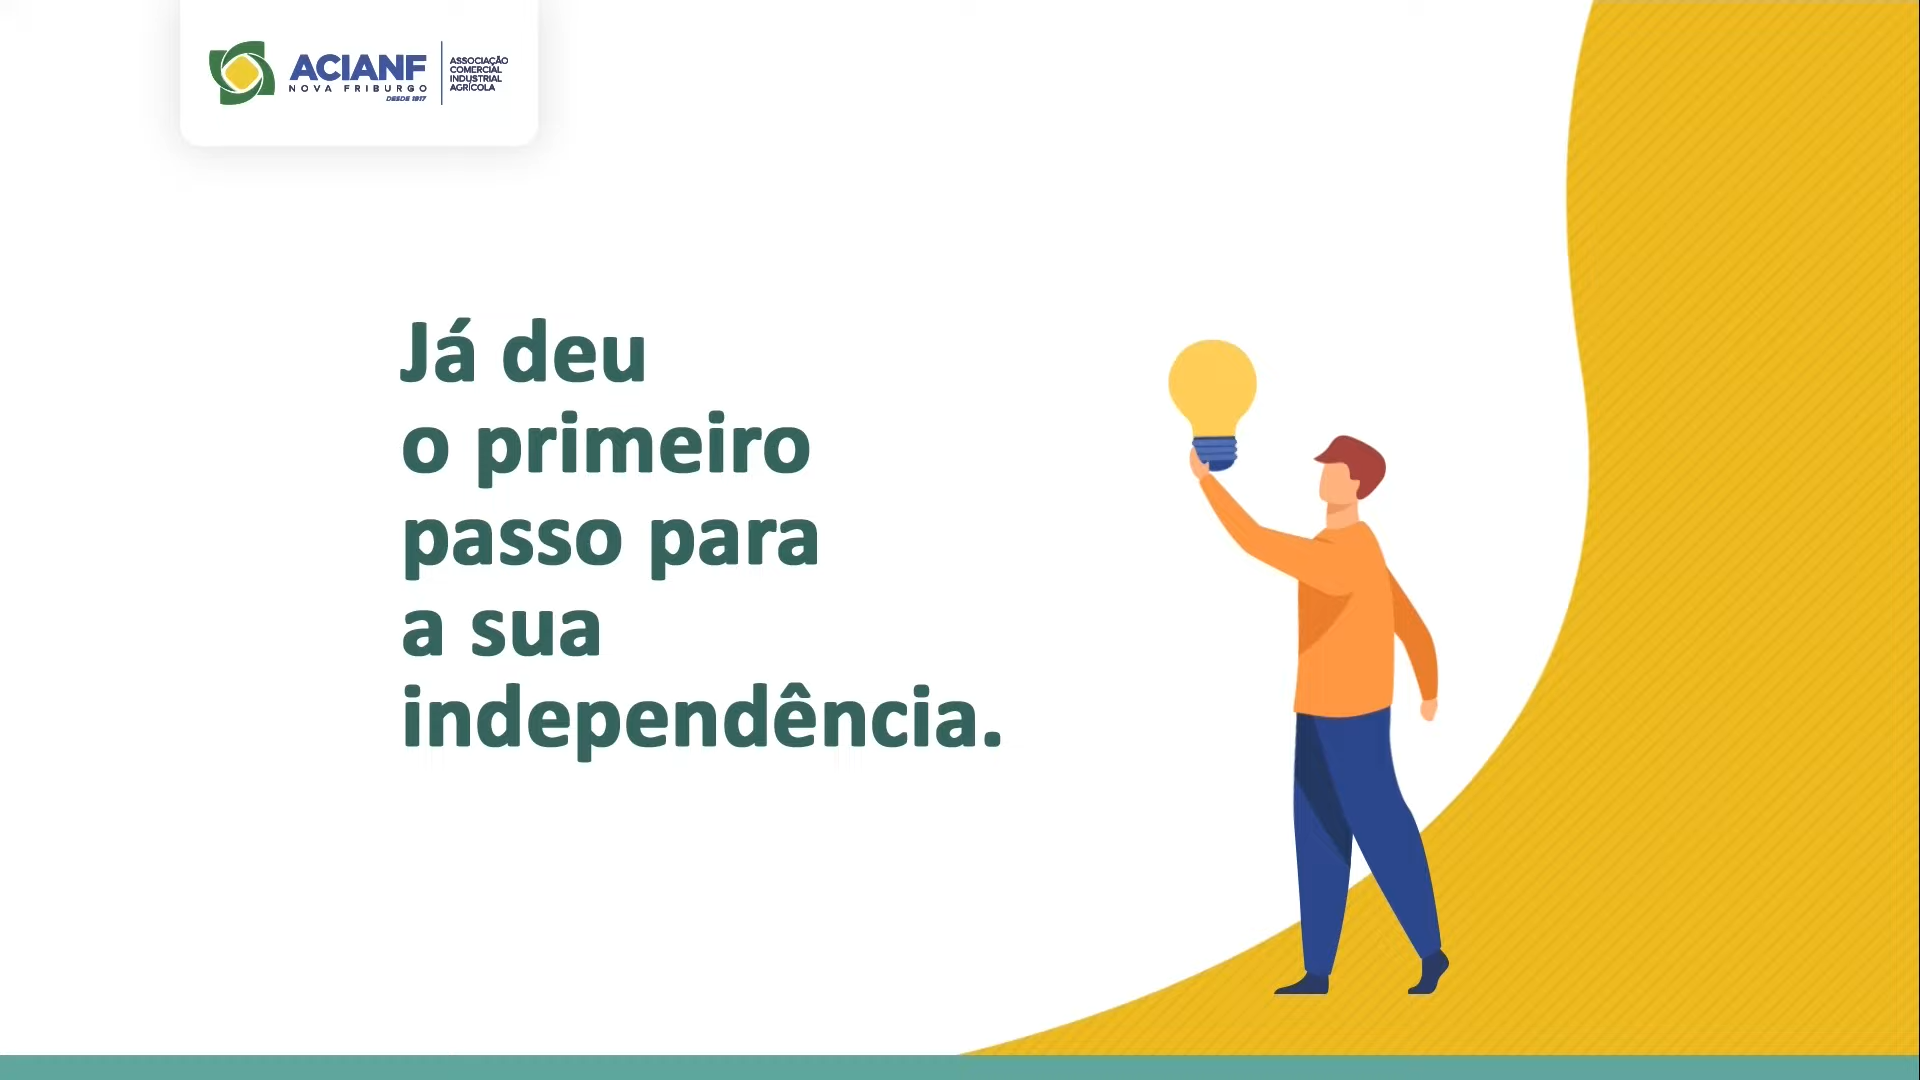 ACIANF
NOVA FRIBURGO
DESDE 1917
ASSOCIAÇÃO
COMERCIAL
INDUSTRIAL
AGRÍCOLA
Já deu
o primeiro
passo para
a sua
independência.